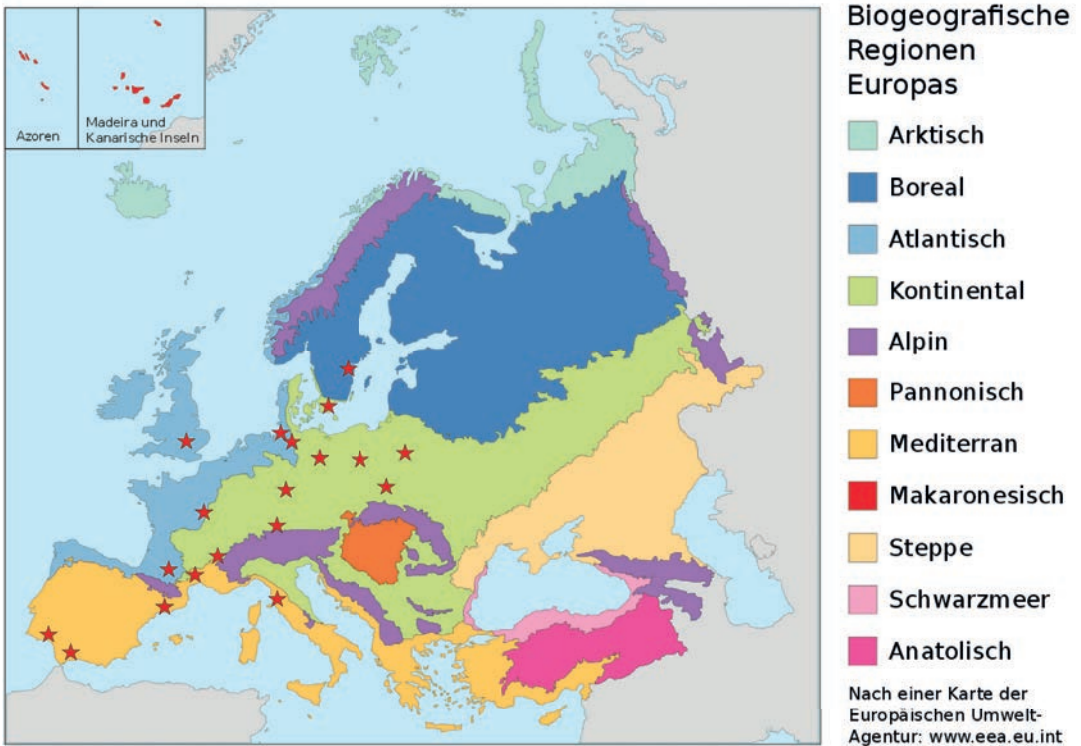 Azoren
Madeira und
Kanarische Inseln
Biogeografische
Regionen
Europas
Arktisch
Boreal
Atlantisch
Kontinental
Alpin
Pannonisch
Mediterran
Makaronesisch
Steppe
Schwarzmeer
Anatolisch
Nach einer Karte der
Europäischen Umwelt-
Agentur: www.eea.eu.int